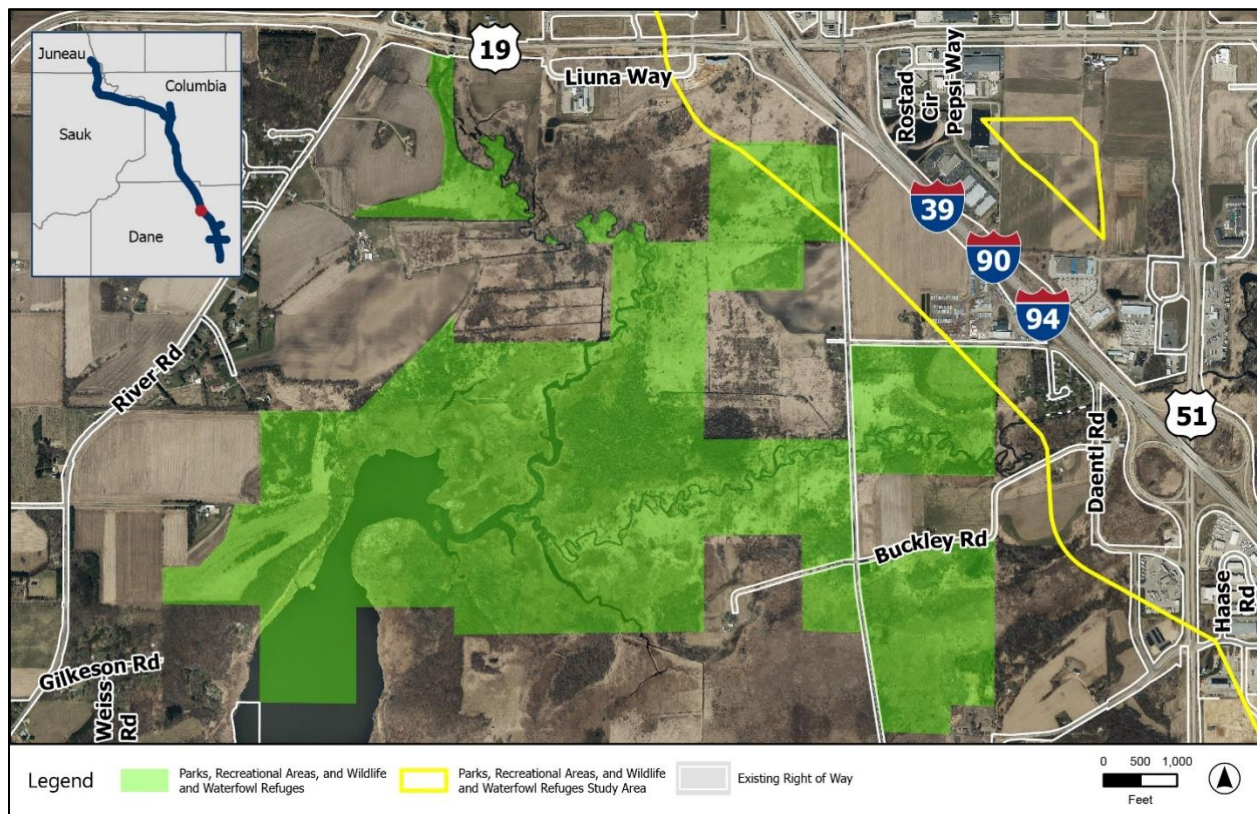 Juneau
Columbia
Sauk
Dane
19
Liuna Way
Rostad
Cir
Pepsi Way
39
90
94
51
River Rd
Daentl Rd
Buckley Rd
Haase
Rd
Gilkeson Rd
Weiss
Rd
Legend
Parks, Recreational Areas, and Wildlife
and Waterfowl Refuges
Parks, Recreational Areas, and Wildlife
and Waterfowl Refuges Study Area
Existing Right of Way
0 500 1,000
Feet